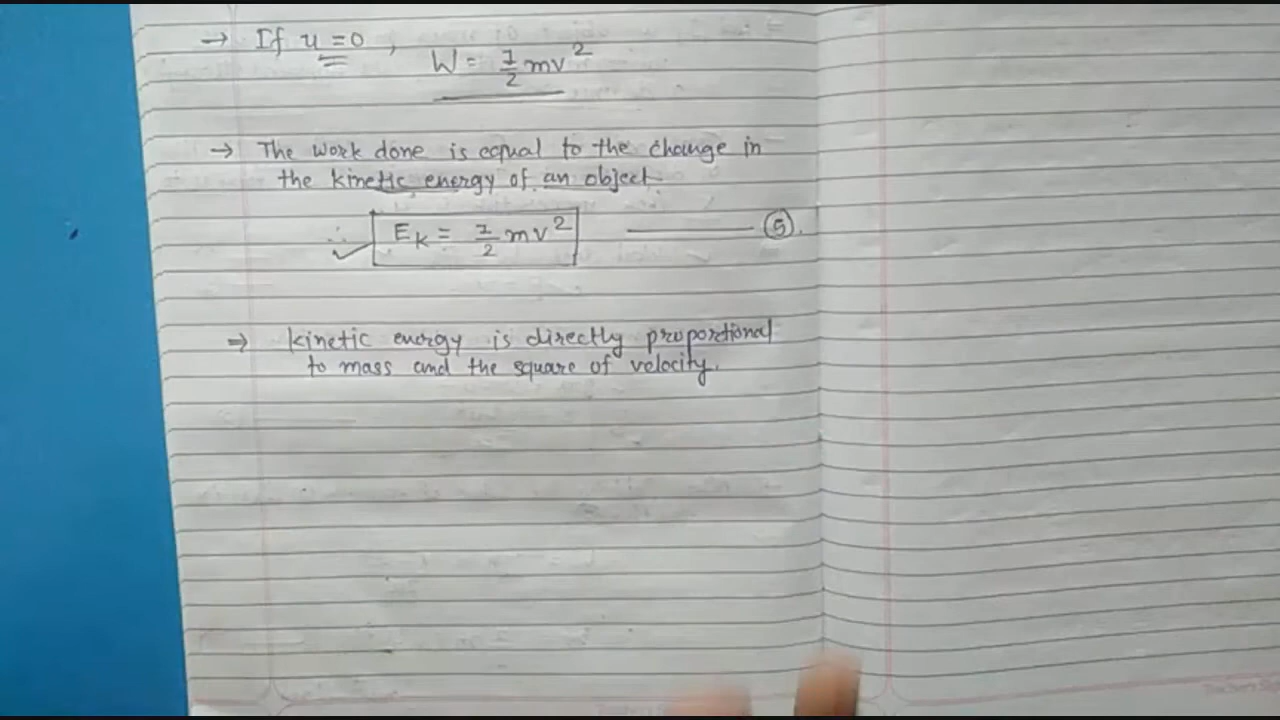 → If u = 0, W = 1/2 mv²
→ The work done is equal to the change in
the kinetic energy of an object.
∴ Eₖ = 1/2 mv² ——— ⑤.
⇒ kinetic energy is directly proportional
to mass and the square of velocity.